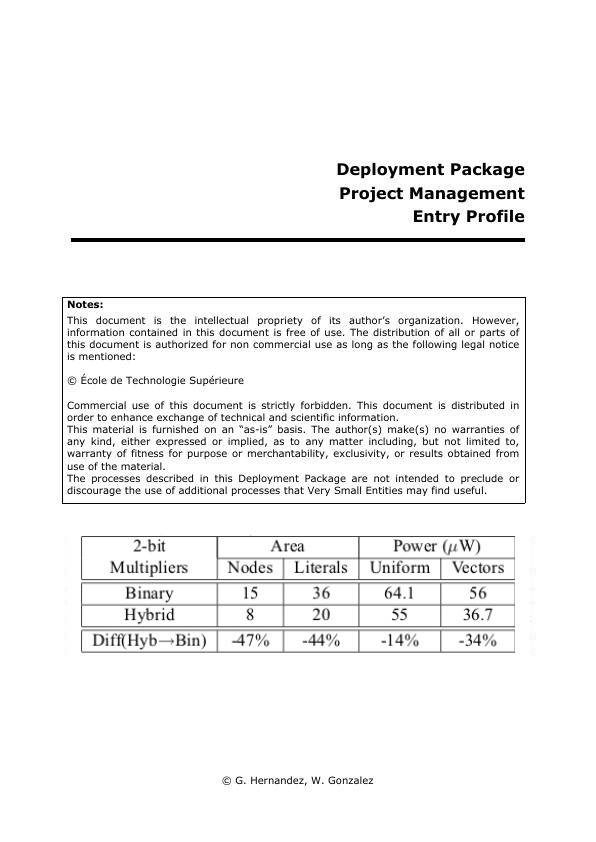 Deployment Package
Project Management
Entry Profile
Notes:
This document is the intellectual propriety of its author’s organization. However,
information contained in this document is free of use. The distribution of all or parts of
this document is authorized for non commercial use as long as the following legal notice
is mentioned:
© École de Technologie Supérieure
Commercial use of this document is strictly forbidden. This document is distributed in
order to enhance exchange of technical and scientific information.
This material is furnished on an “as-is” basis. The author(s) make(s) no warranties of
any kind, either expressed or implied, as to any matter including, but not limited to,
warranty of fitness for purpose or merchantability, exclusivity, or results obtained from
use of the material.
The processes described in this Deployment Package are not intended to preclude or
discourage the use of additional processes that Very Small Entities may find useful.
2-bit Area Power (μW)
Multipliers Nodes Literals Uniform Vectors
Binary 15 36 64.1 56
Hybrid 8 20 55 36.7
Diff(Hyb→Bin) -47% -44% -14% -34%
© G. Hernandez, W. Gonzalez